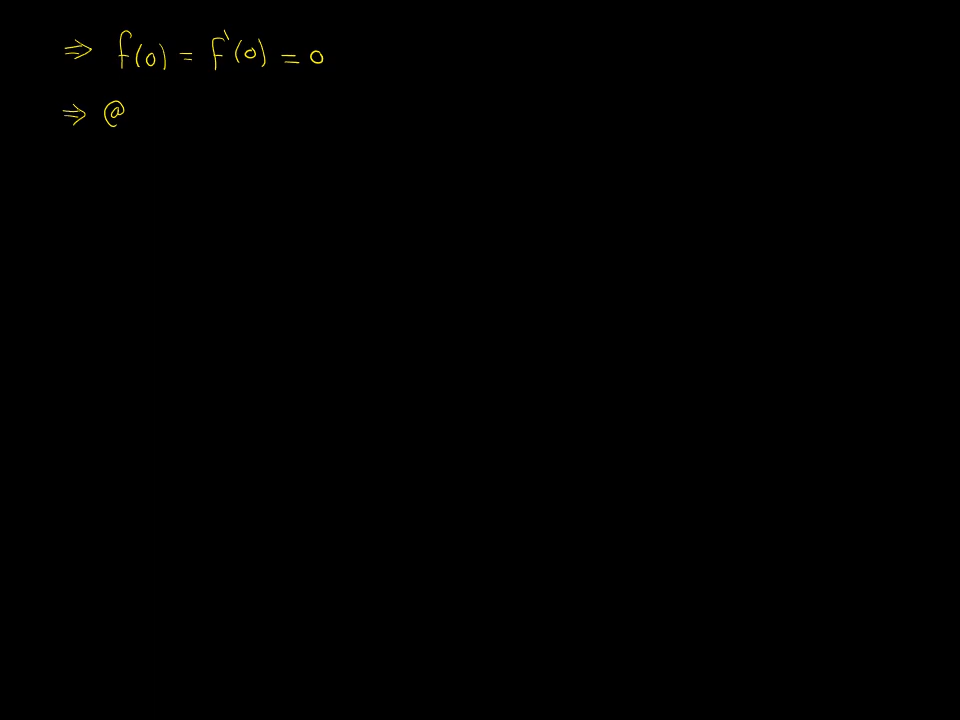 ⇒ f(0) = f'(0) = 0
⇒ @